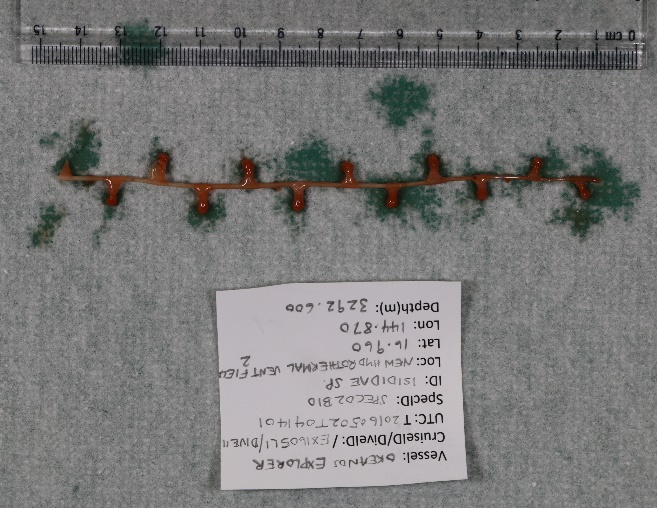 0 cm 1 2 3 4 5 6 7 8 9 10 11 12 13 14 15
Vessel: OKEANOS EXPLORER
CruiseID/DiveID: / EX1605L1/DIVE11
UTC: T20160502T041401
SpecID: SPEC02BIO
ID: ISIDIDAE SP.
Loc: NEW HYDROTHERMAL VENT FIELD 2
Lat: 16.960
Lon: 144.870
Depth(m): 3292.600